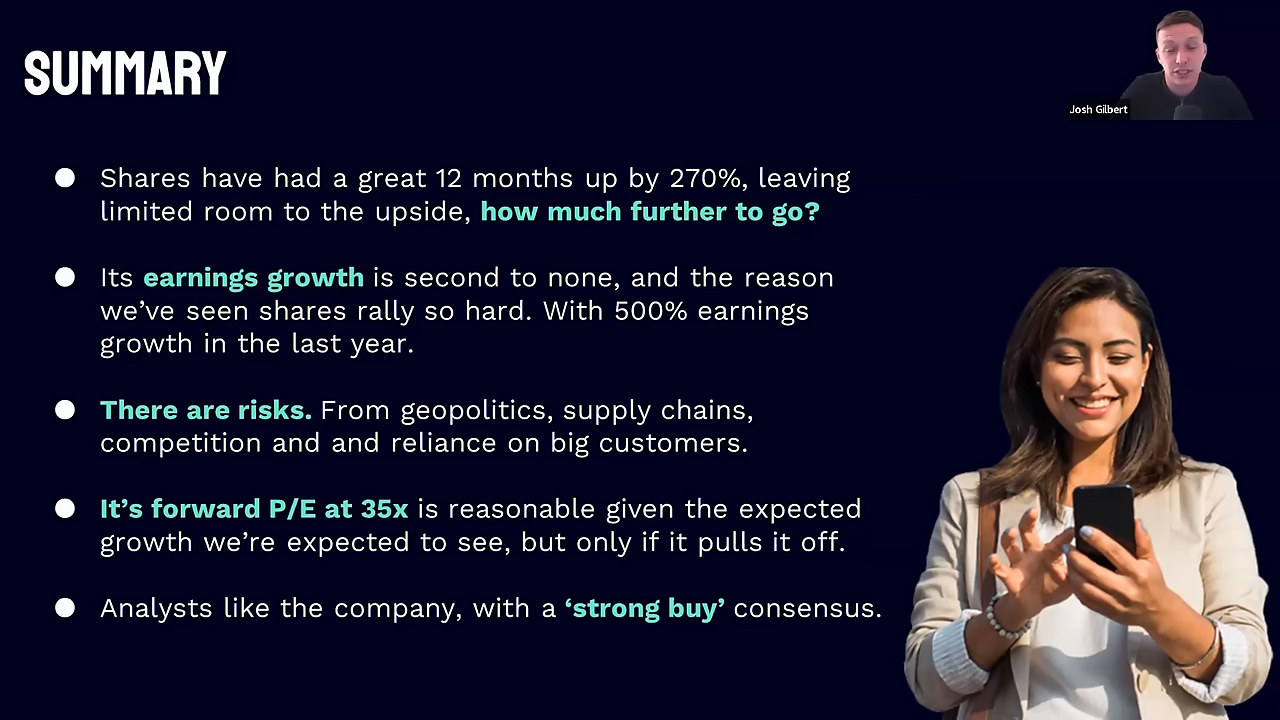 SUMMARY
Josh Gilbert
● Shares have had a great 12 months up by 270%, leaving
limited room to the upside, how much further to go?
● Its earnings growth is second to none, and the reason
we’ve seen shares rally so hard. With 500% earnings
growth in the last year.
● There are risks. From geopolitics, supply chains,
competition and and reliance on big customers.
● It’s forward P/E at 35x is reasonable given the expected
growth we’re expected to see, but only if it pulls it off.
● Analysts like the company, with a ‘strong buy’ consensus.